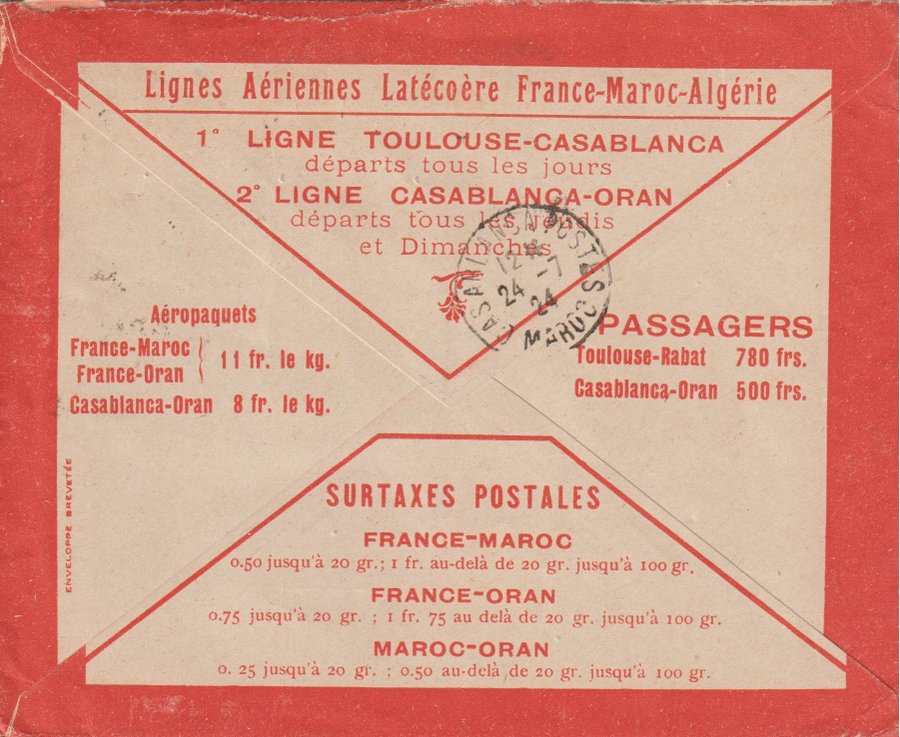 Lignes Aériennes Latécoère France-Maroc-Algérie
1° LIGNE TOULOUSE-CASABLANCA
départs tous les jours
2° LIGNE CASABLANCA-ORAN
départs tous les Jeudis
et Dimanches
CASABLANCA POSTES
12
24 -7
24
MAROC
Aéropaquets
France-Maroc
France-Oran
11 fr. le kg.
Casablanca-Oran 8 fr. le kg.
PASSAGERS
Toulouse-Rabat 780 frs.
Casablanca-Oran 500 frs.
SURTAXES POSTALES
FRANCE-MAROC
0.50 jusqu'à 20 gr.; 1 fr. au-delà de 20 gr. jusqu'à 100 gr.
FRANCE-ORAN
0.75 jusqu'à 20 gr. ; 1 fr. 75 au delà de 20 gr. jusqu'à 100 gr.
MAROC-ORAN
0. 25 jusqu'à 20 gr. ; 0.50 au-delà de 20 gr. jusqu'à 100 gr.
ENVELOPPE BREVETÉE